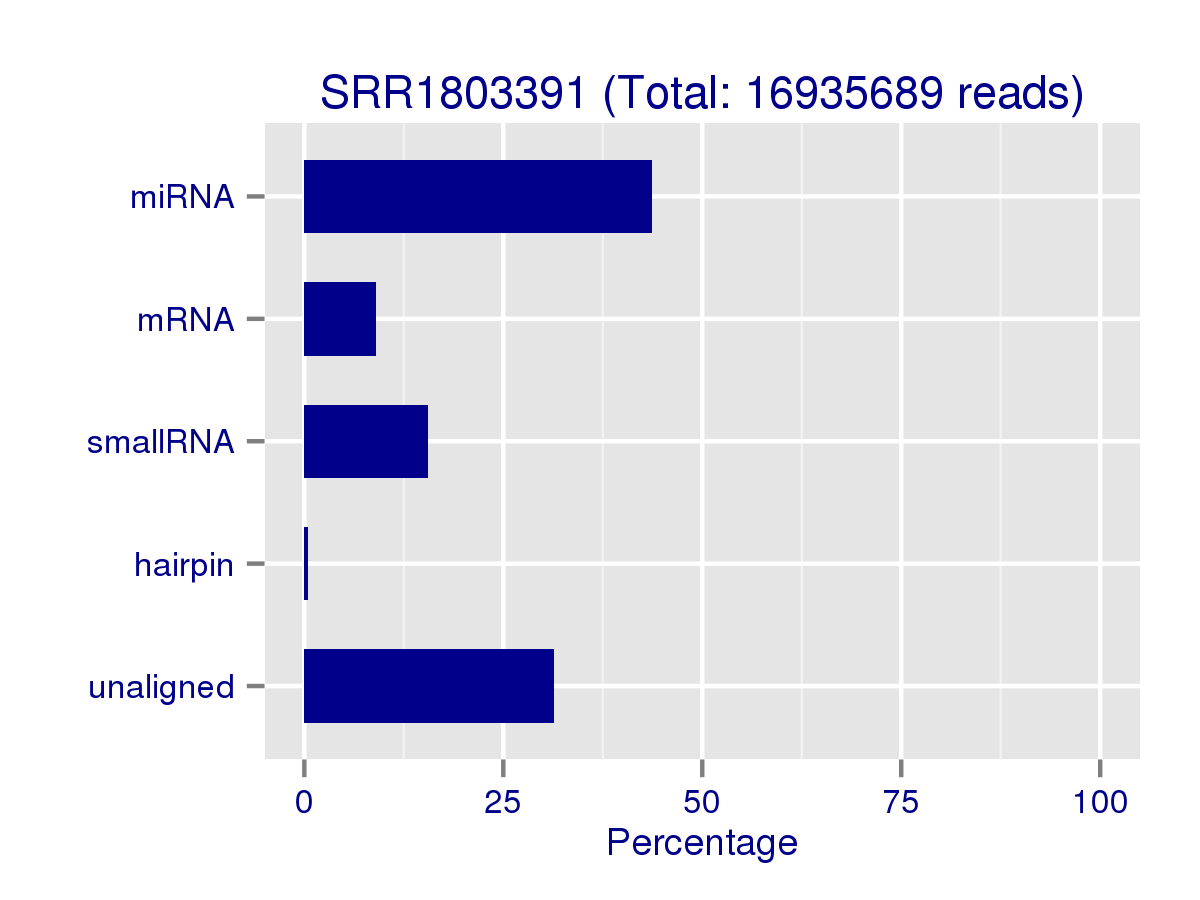 SRR1803391 (Total: 16935689 reads)
miRNA
mRNA
smallRNA
hairpin
unaligned
0 25 50 75 100
Percentage